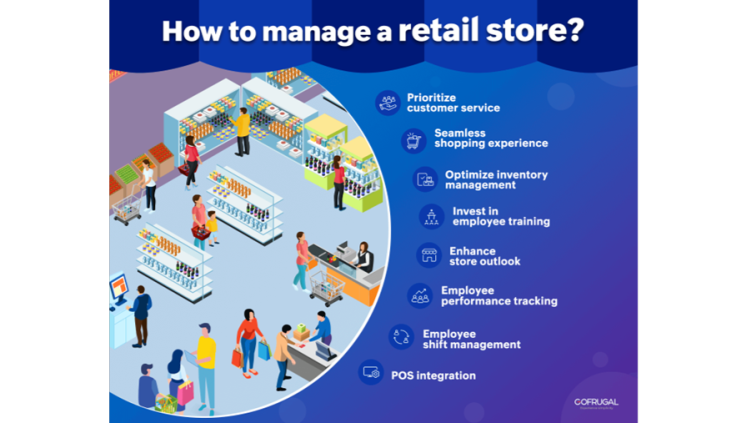 How to manage a retail store?
Prioritize
customer service
Seamless
shopping experience
Optimize inventory
management
Invest in
employee training
Enhance
store outlook
Employee
performance tracking
Employee
shift management
POS integration
GOFRUGAL